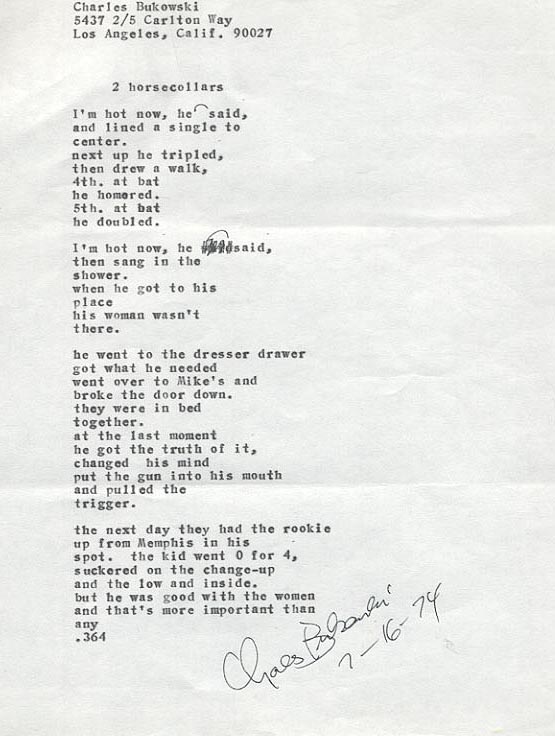 Charles Bukowski
5437 2/5 Carlton Way
Los Angeles, Calif. 90027
2 horsecollars
I'm hot now, he said,
and lined a single to
center.
next up he tripled,
then drew a walk,
4th. at bat
he homered.
5th. at bat
he doubled.
I'm hot now, he said,
then sang in the
shower.
when he got to his
place
his woman wasn't
there.
he went to the dresser drawer
got what he needed
went over to Mike's and
broke the door down.
they were in bed
together.
at the last moment
he got the truth of it,
changed his mind
put the gun into his mouth
and pulled the
trigger.
the next day they had the rookie
up from Memphis in his
spot. the kid went 0 for 4,
suckered on the change-up
and the low and inside.
but he was good with the women
and that's more important than
any
.364
Charles Bukowski
7-16-74